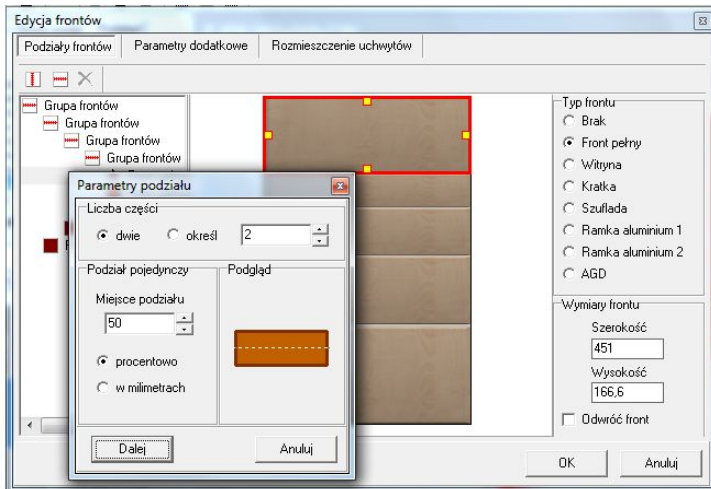 Edycja frontów
Podziały frontów
Parametry dodatkowe
Rozmieszczenie uchwytów
Grupa frontów
Grupa frontów
Grupa frontów
Grupa frontów
Parametry podziału
Liczba części
dwie
określ
2
Podział pojedynczy
Miejsce podziału
50
procentowo
w milimetrach
Podgląd
Dalej
Anuluj
Typ frontu
Brak
Front pełny
Witryna
Kratka
Szuflada
Ramka aluminium 1
Ramka aluminium 2
AGD
Wymiary frontu
Szerokość
451
Wysokość
166,6
Odwróć front
OK
Anuluj